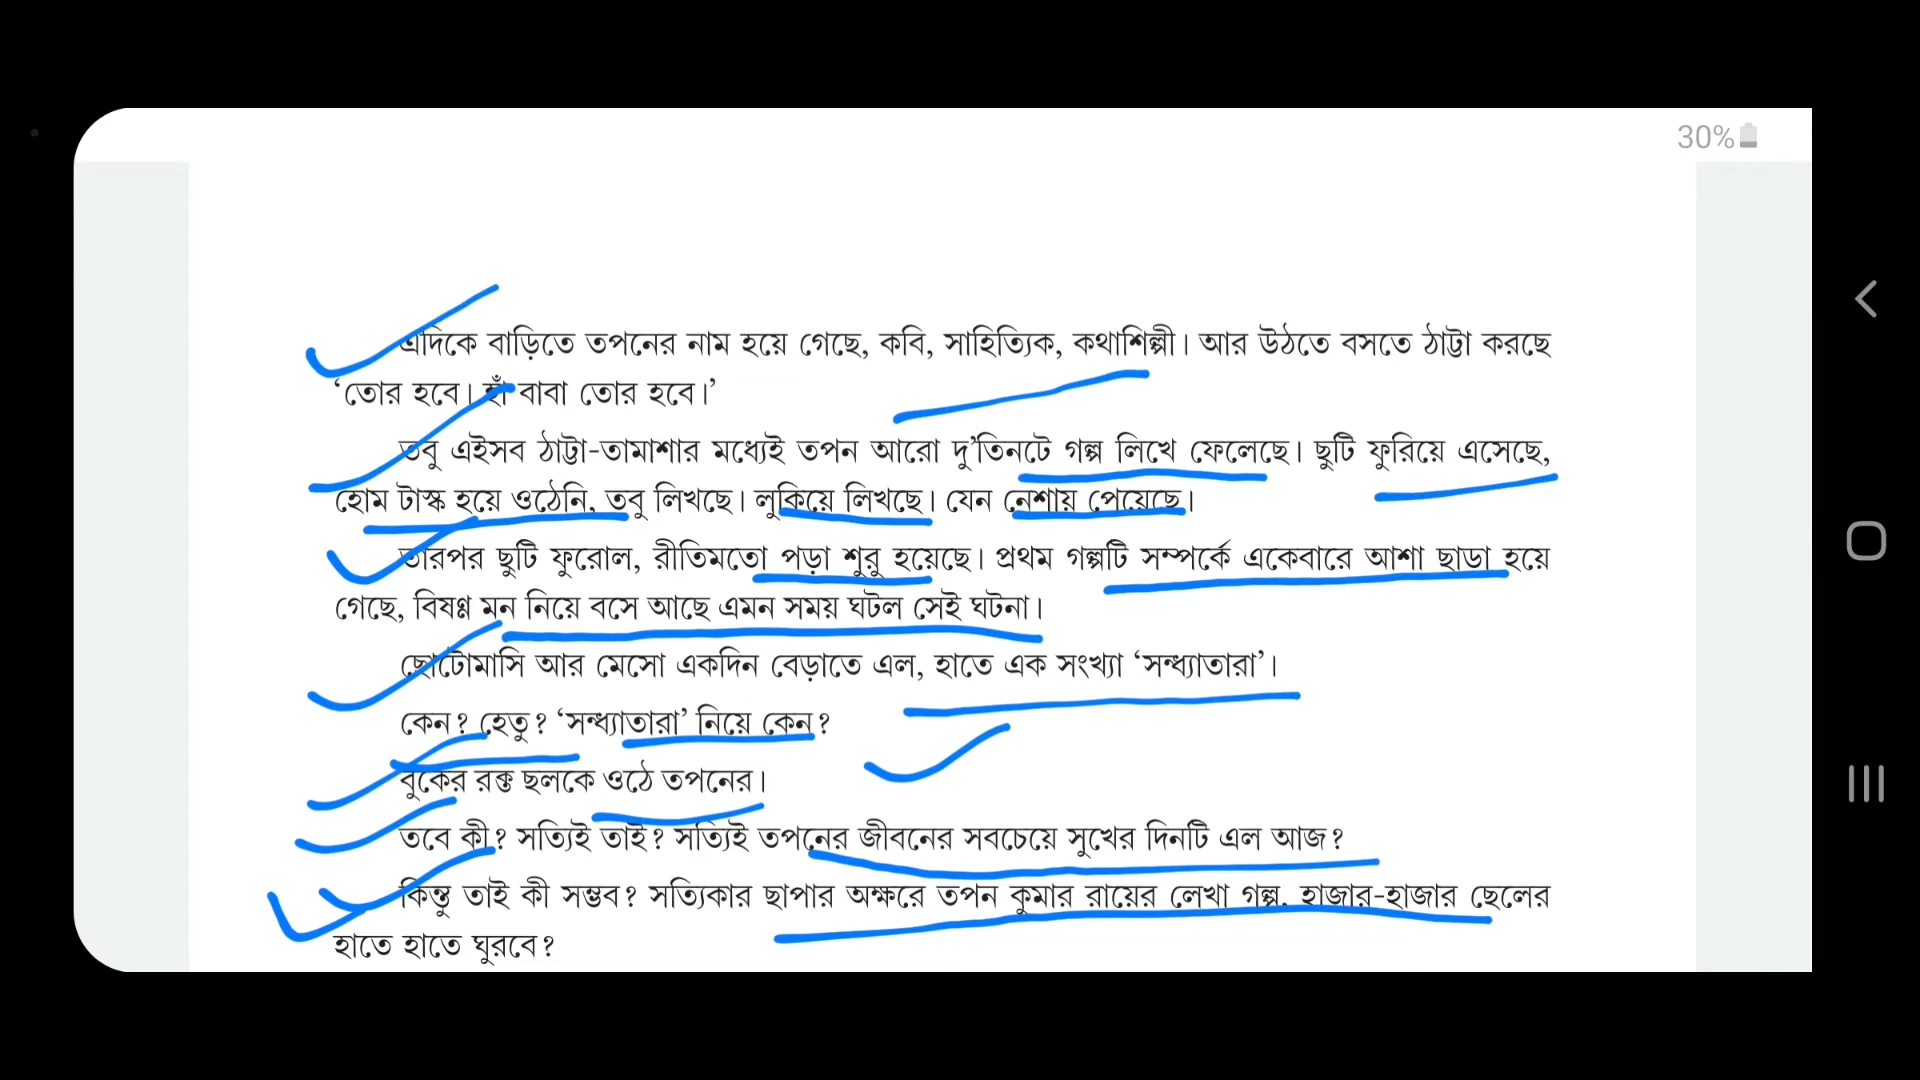 30%
এদিকে বাড়িতে তপনের নাম হয়ে গেছে, কবি, সাহিত্যিক, কথাশিল্পী। আর উঠতে বসতে ঠাট্টা করছে
‘তোর হবে। হাঁ বাবা তোর হবে।’
তবু এইসব ঠাট্টা-তামাশার মধ্যেই তপন আরো দু’তিনটে গল্প লিখে ফেলেছে। ছুটি ফুরিয়ে এসেছে,
হোম টাস্ক হয়ে ওঠেনি, তবু লিখছে। লুকিয়ে লিখছে। যেন নেশায় পেয়েছে।
তারপর ছুটি ফুরোল, রীতিমতো পড়া শুরু হয়েছে। প্রথম গল্পটি সম্পর্কে একেবারে আশা ছাড়া হয়ে
গেছে, বিষণ্ণ মন নিয়ে বসে আছে এমন সময় ঘটল সেই ঘটনা।
ছোটোমাসি আর মেসো একদিন বেড়াতে এল, হাতে এক সংখ্যা ‘সন্ধ্যাতারা’।
কেন? হেতু? ‘সন্ধ্যাতারা’ নিয়ে কেন?
বুকের রক্ত ছলকে ওঠে তপনের।
তবে কী? সত্যিই তাই? সত্যিই তপনের জীবনের সবচেয়ে সুখের দিনটি এল আজ?
কিন্তু তাই কী সম্ভব? সত্যিকার ছাপার অক্ষরে তপন কুমার রায়ের লেখা গল্প, হাজার-হাজার ছেলের
হাতে হাতে ঘুরবে?